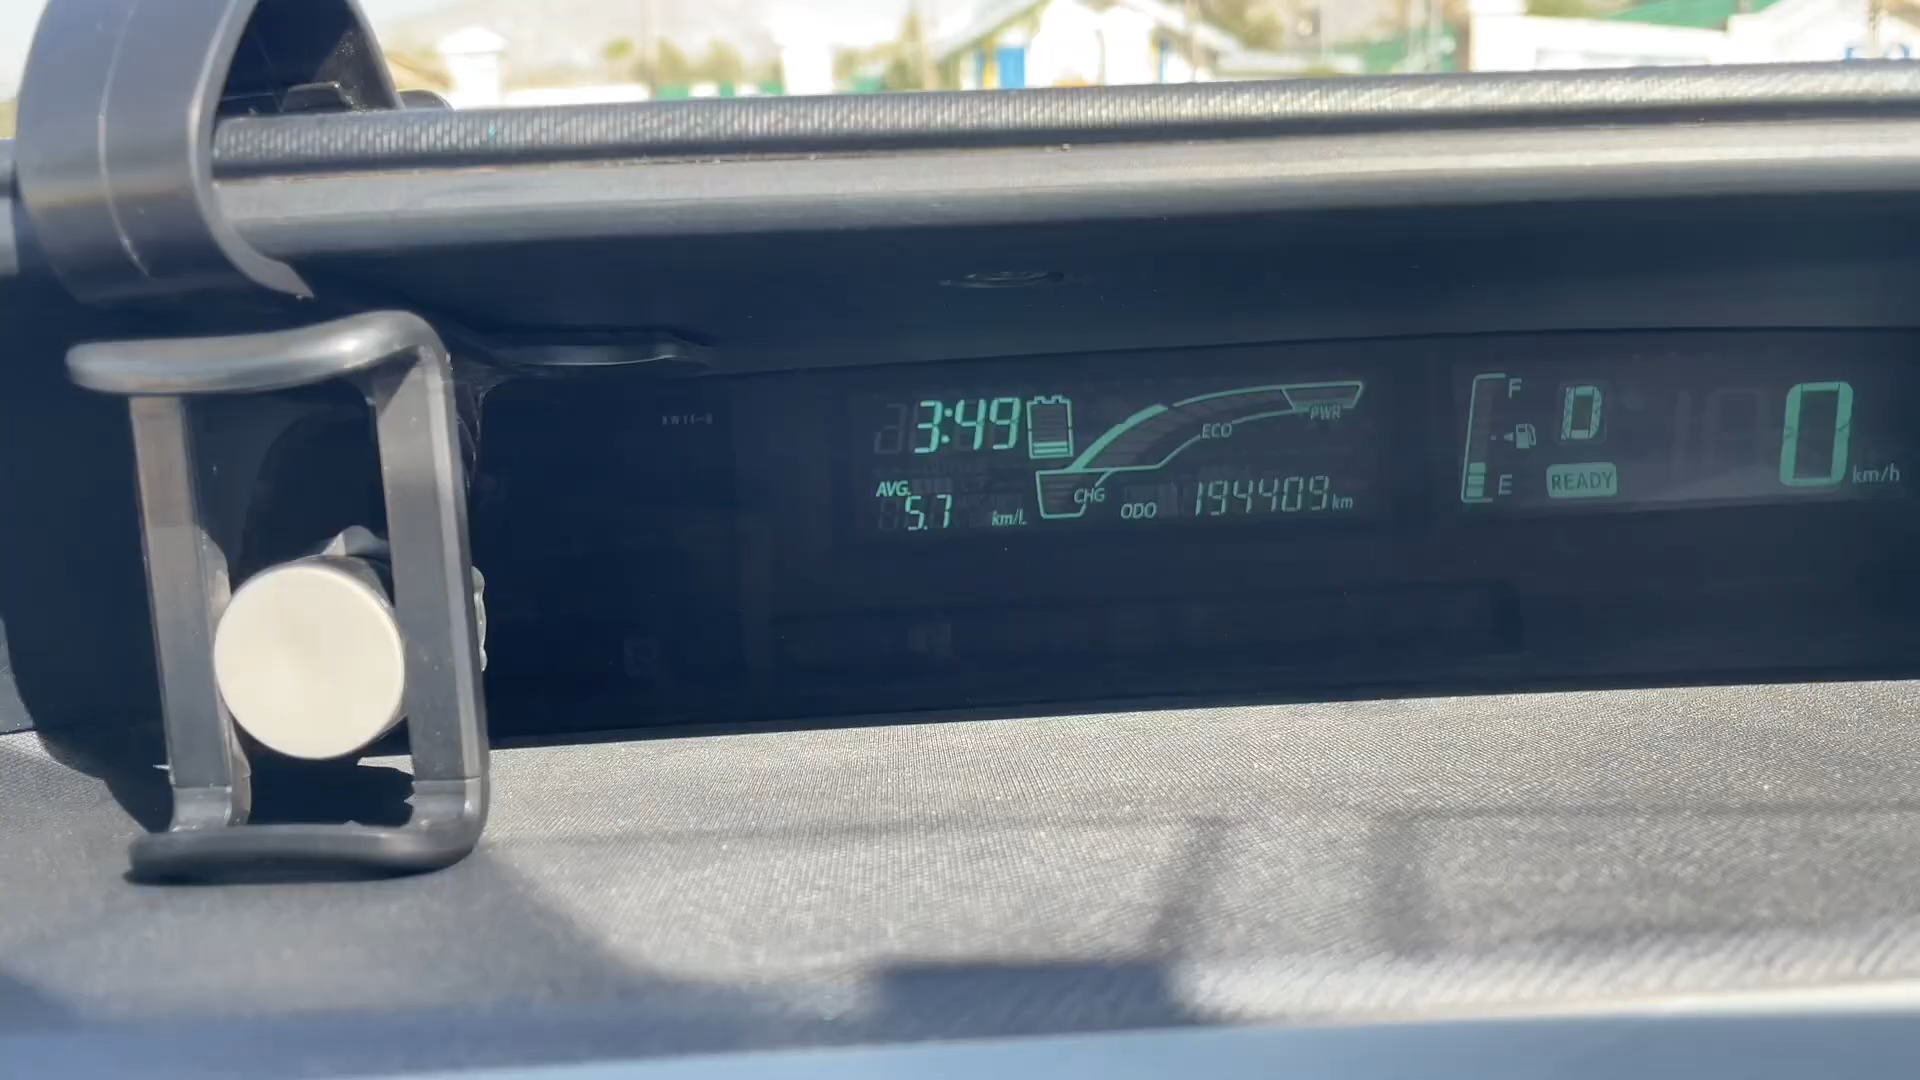 3:49
PWR
ECO
AVG.
5.7 km/L
CHG
ODO 194409 km
F
D
E
READY
0 km/h